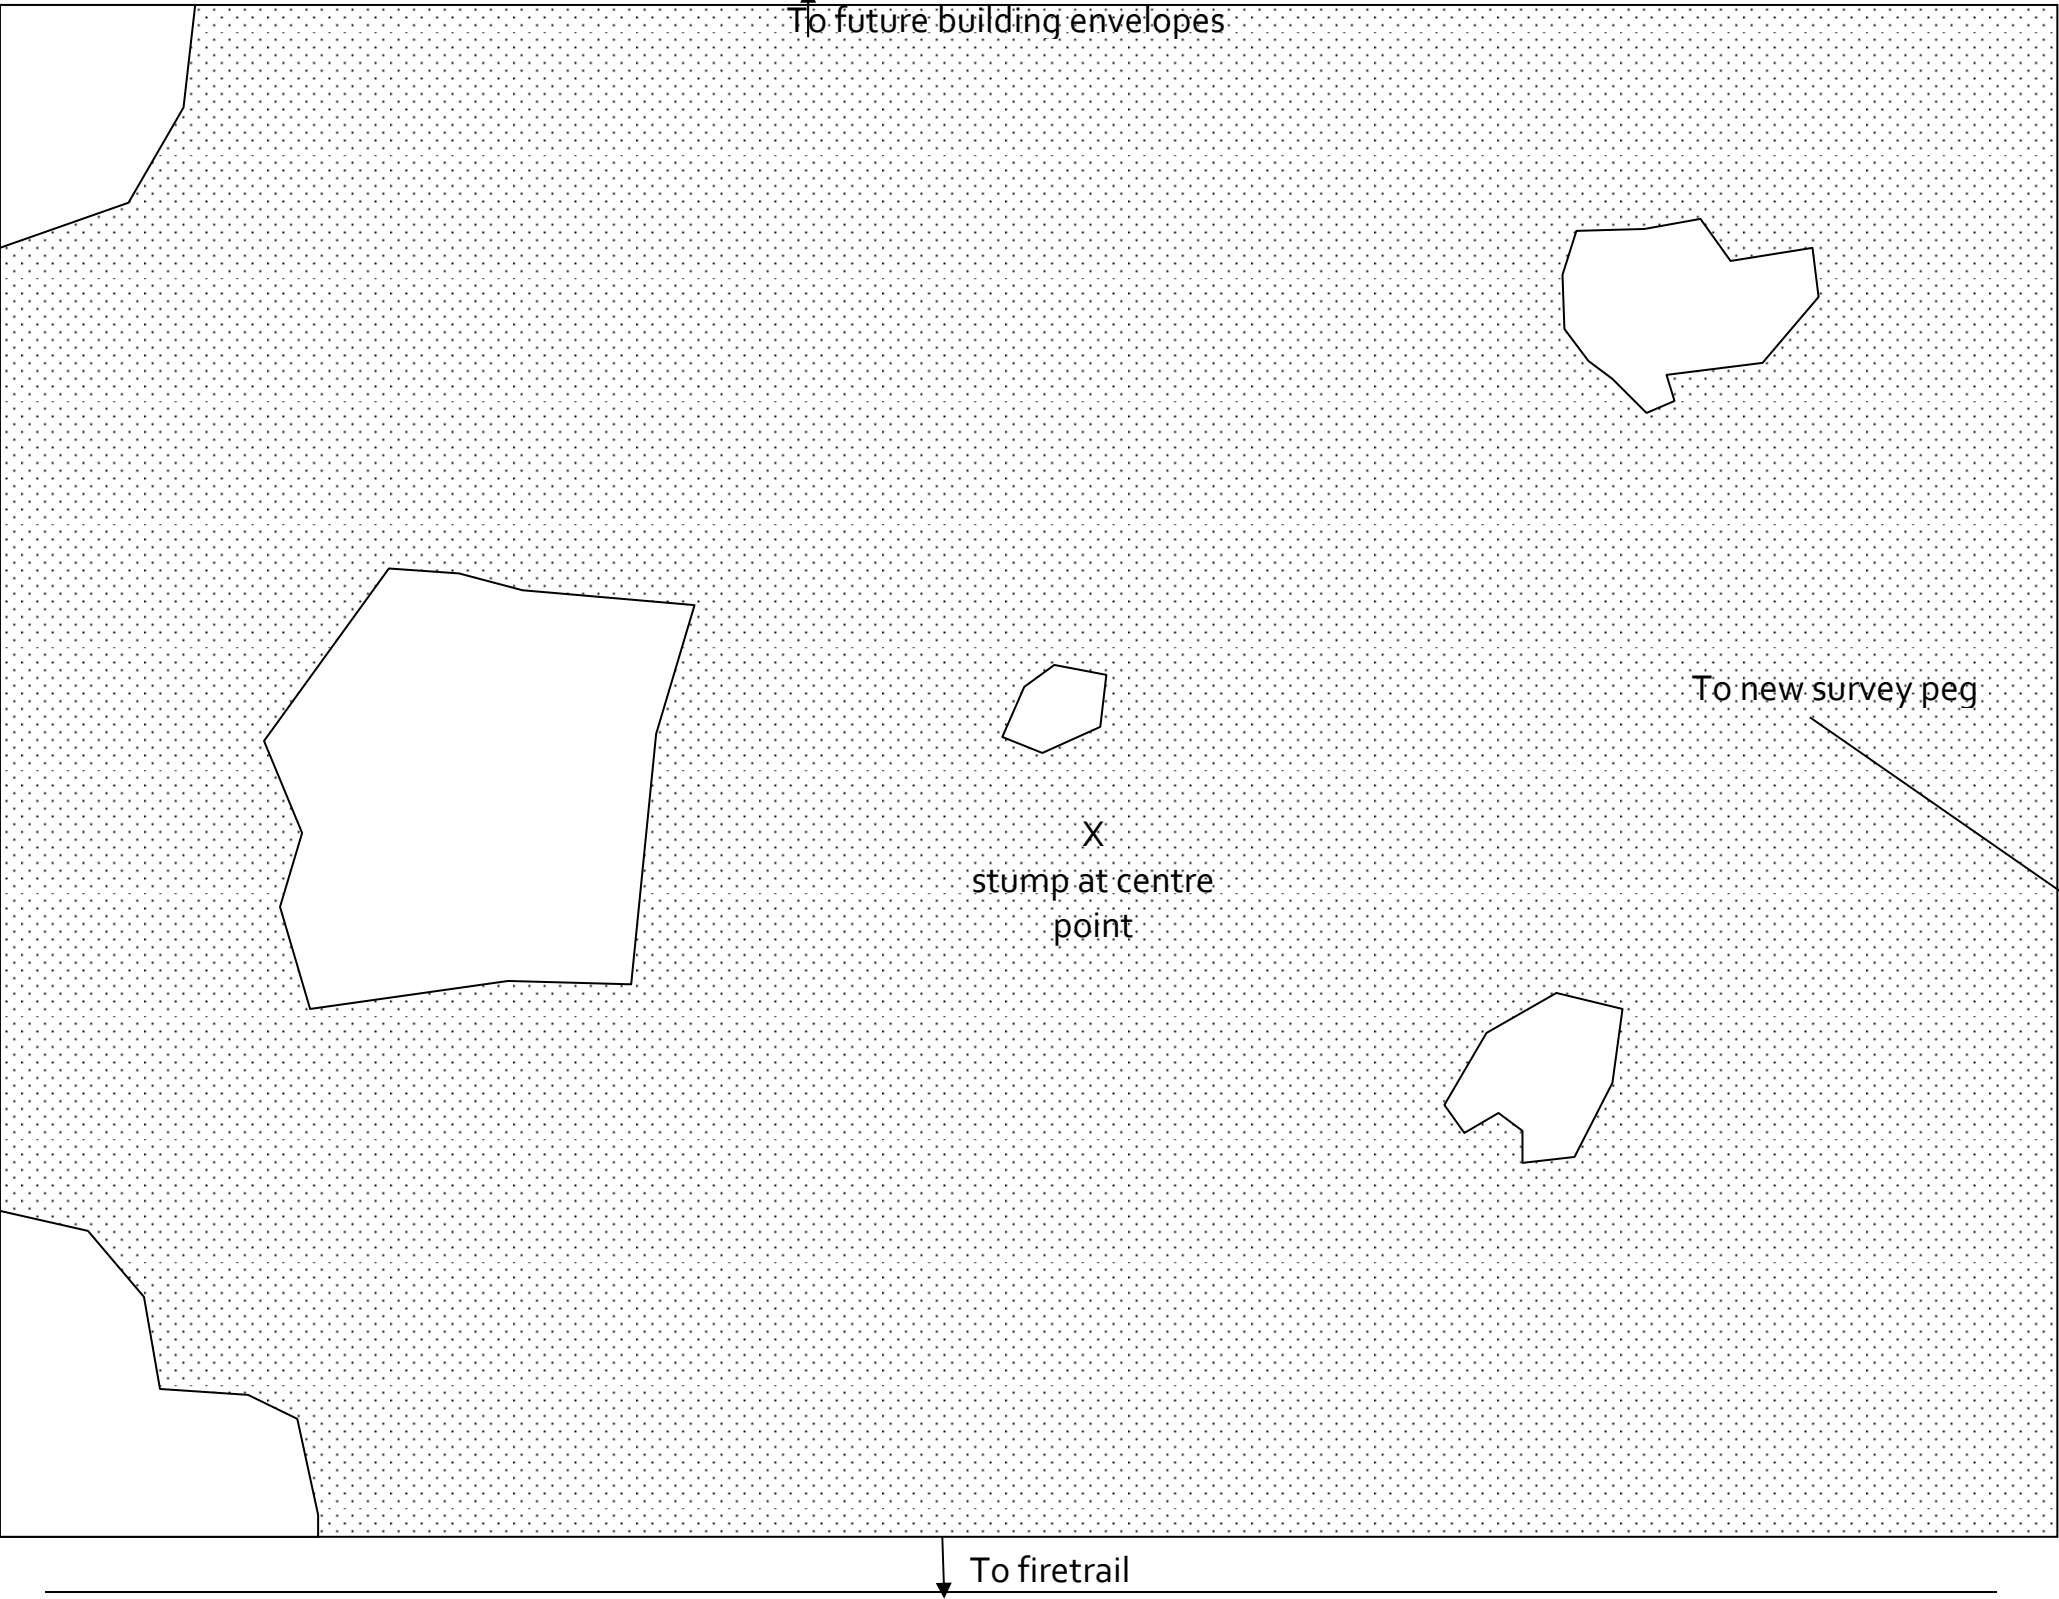 To future building envelopes
To new survey peg
X
stump at centre
point
To firetrail